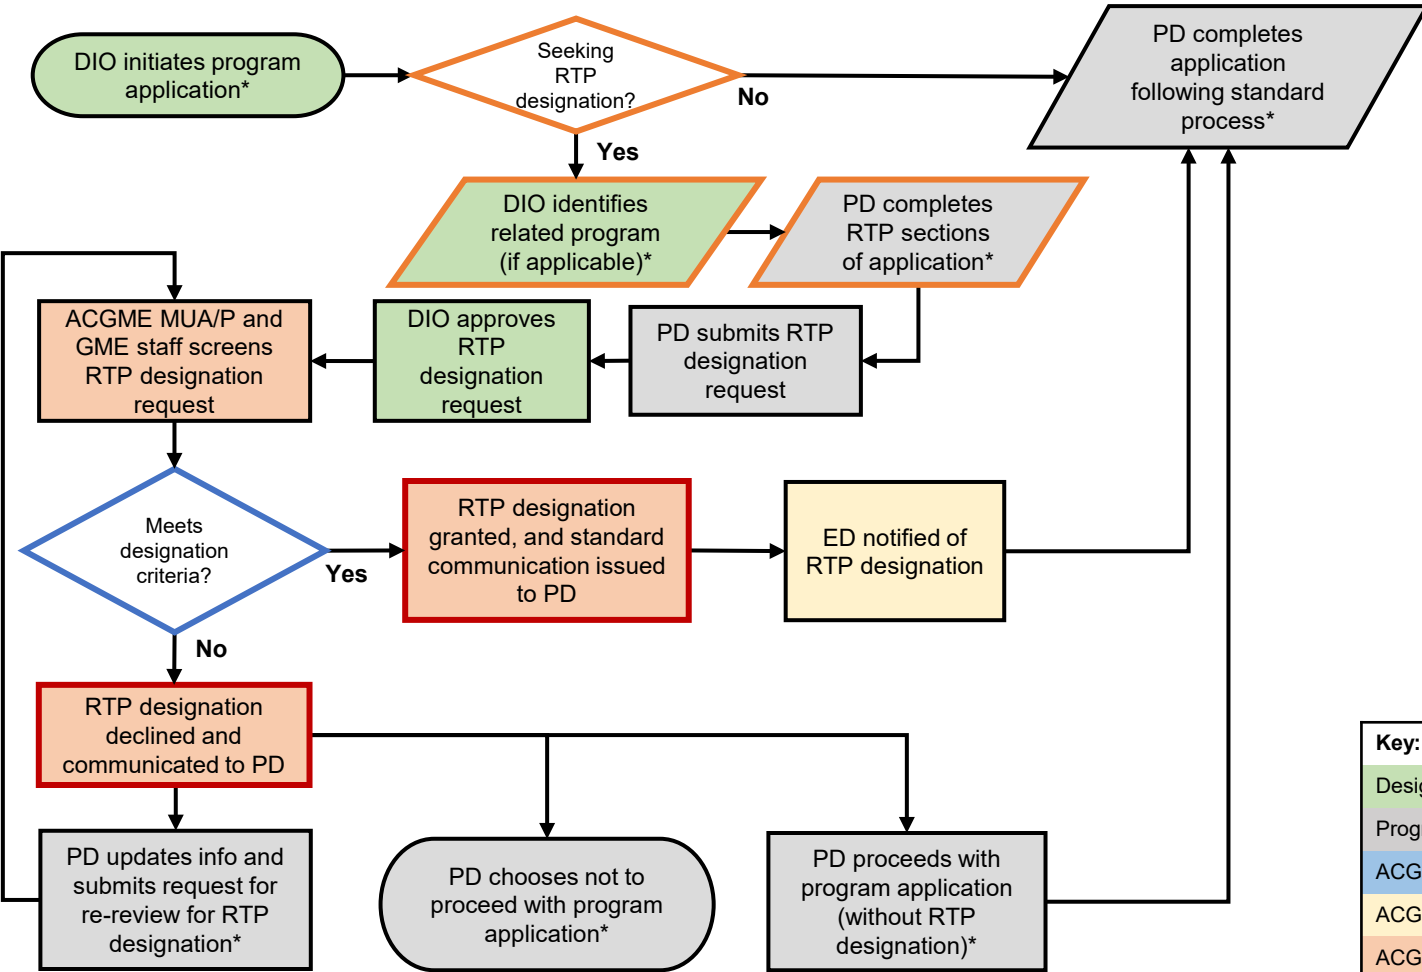 DIO initiates program
application*
Seeking
RTP
designation?
No
Yes
PD completes
application
following standard
process*
DIO identifies
related program
(if applicable)*
PD completes
RTP sections
of application*
ACGME MUA/P and
GME staff screens
RTP designation
request
DIO approves
RTP
designation
request
PD submits RTP
designation
request
Meets
designation
criteria?
Yes
No
RTP designation
granted, and standard
communication issued
to PD
ED notified of
RTP designation
RTP designation
declined and
communicated to PD
PD updates info and
submits request for
re-review for RTP
designation*
PD chooses not to
proceed with program
application*
PD proceeds with
program application
(without RTP
designation)*
Key:
Desig
Progr
ACG
ACG
ACG